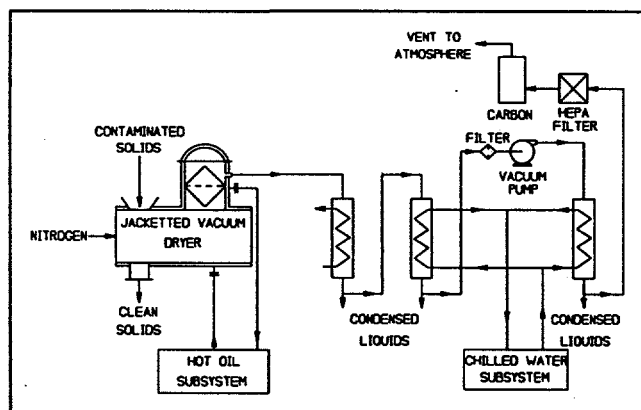 VENT TO
ATMOSPHERE
CARBON
HEPA
FILTER
CONTAMINATED
SOLIDS
FILTER
VACUUM
PUMP
NITROGEN
JACKETTED VACUUM
DRYER
CLEAN
SOLIDS
CONDENSED
LIQUIDS
CONDENSED
LIQUIDS
HOT OIL
SUBSYSTEM
CHILLED WATER
SUBSYSTEM